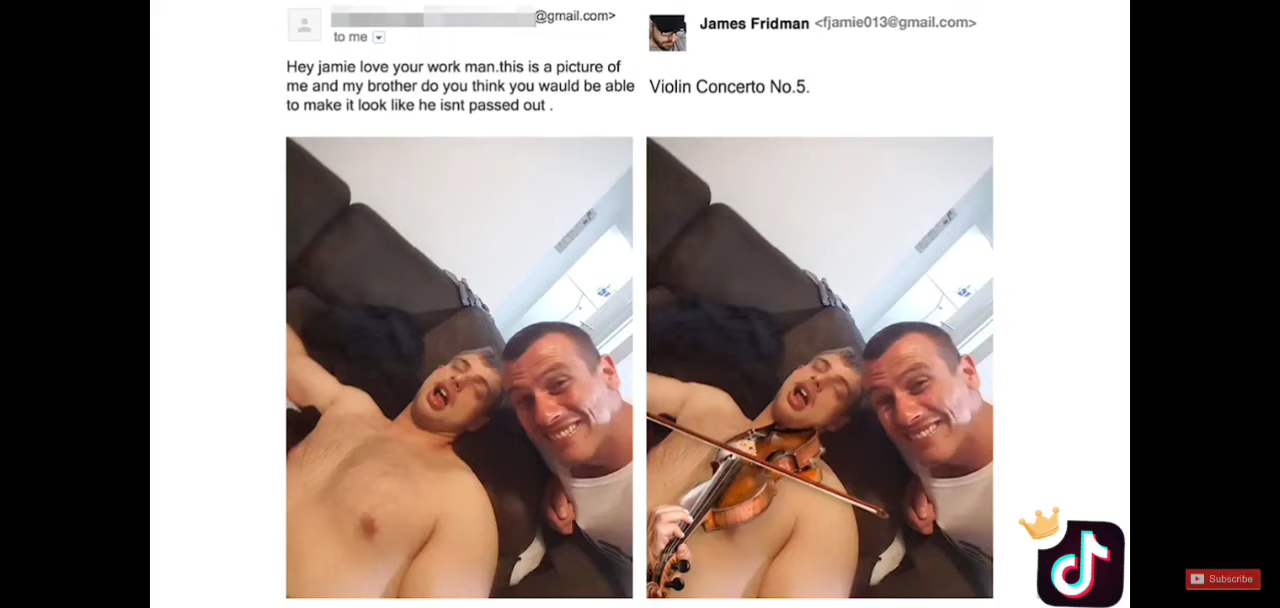 @gmail.com>
to me
Hey jamie love your work man.this is a picture of
me and my brother do you think you wauld be able
to make it look like he isnt passed out .
James Fridman <fjamie013@gmail.com>
Violin Concerto No.5.
Subscribe